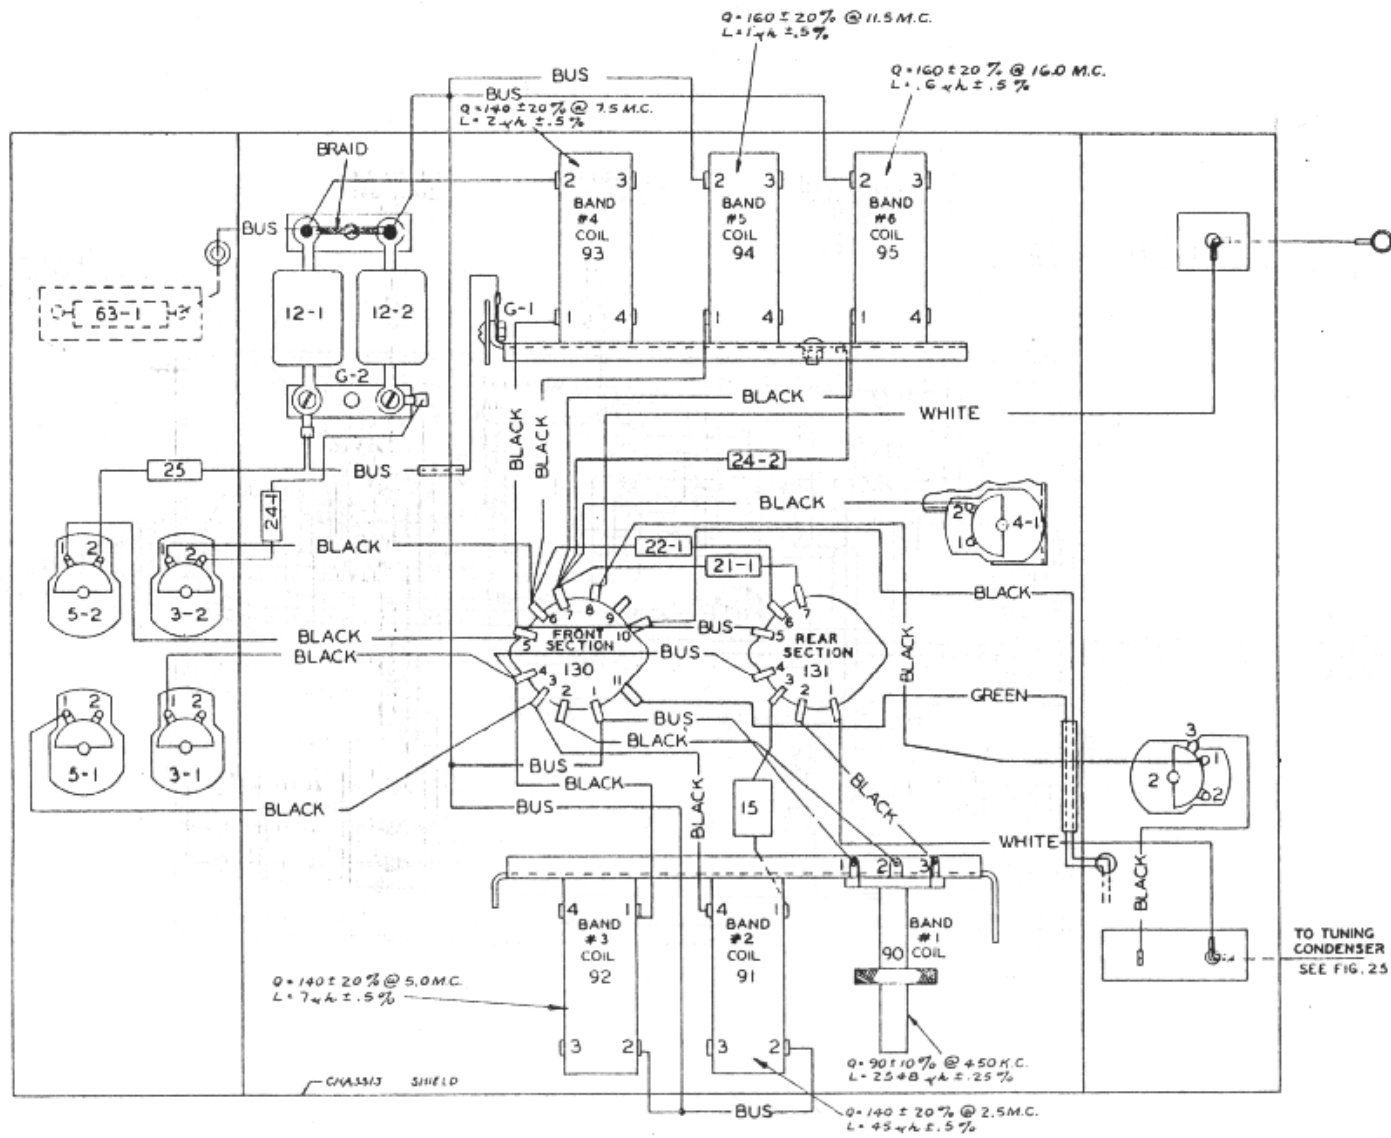 Q=160 ± 20% @ 11.5 M.C.
L=1 μh ± .5%
BUS
Q=160 ± 20% @ 16.0 M.C.
L= .6 μh ± .5%
BUS
Q=140 ± 20% @ 7.5 M.C.
L= 2 μh ± .5%
BRAID
2 3
BAND
#4
COIL
93
1 4
2 3
BAND
#5
COIL
94
1 4
2 3
BAND
#6
COIL
95
1 4
BUS
63-1
12-1
12-2
G-1
G-2
BLACK
WHITE
BLACK
BLACK
25
BUS
24-2
24-1
BLACK
2
4-1
1
1 2
5-2
1 2
3-2
BLACK
22-1
21-1
BLACK
BLACK
BLACK
BLACK
5 6 7 8 9 10
FRONT
SECTION
130
4 3 2 1 11
BUS
BUS
5 6 7
REAR
SECTION
131
4 3 2 1
GREEN
1 2
5-1
1 2
3-1
BUS
BLACK
BUS
BLACK
BLACK
BUS
BLACK
15
BLACK
3
2
1
2
WHITE
BLACK
1 2 3
4 1
BAND
#3
COIL
92
3 2
4 1
BAND
#2
COIL
91
3 2
90
BAND
#1
COIL
TO TUNING
CONDENSER
SEE FIG. 25
Q=140 ± 20% @ 5.0 M.C.
L= 7 μh ± .5%
Q=90 ± 10% @ 450 K.C.
L= 2548 μh ± .25%
CHASSIS SHIELD
BUS
Q=140 ± 20% @ 2.5 M.C.
L= 45 μh ± .5%